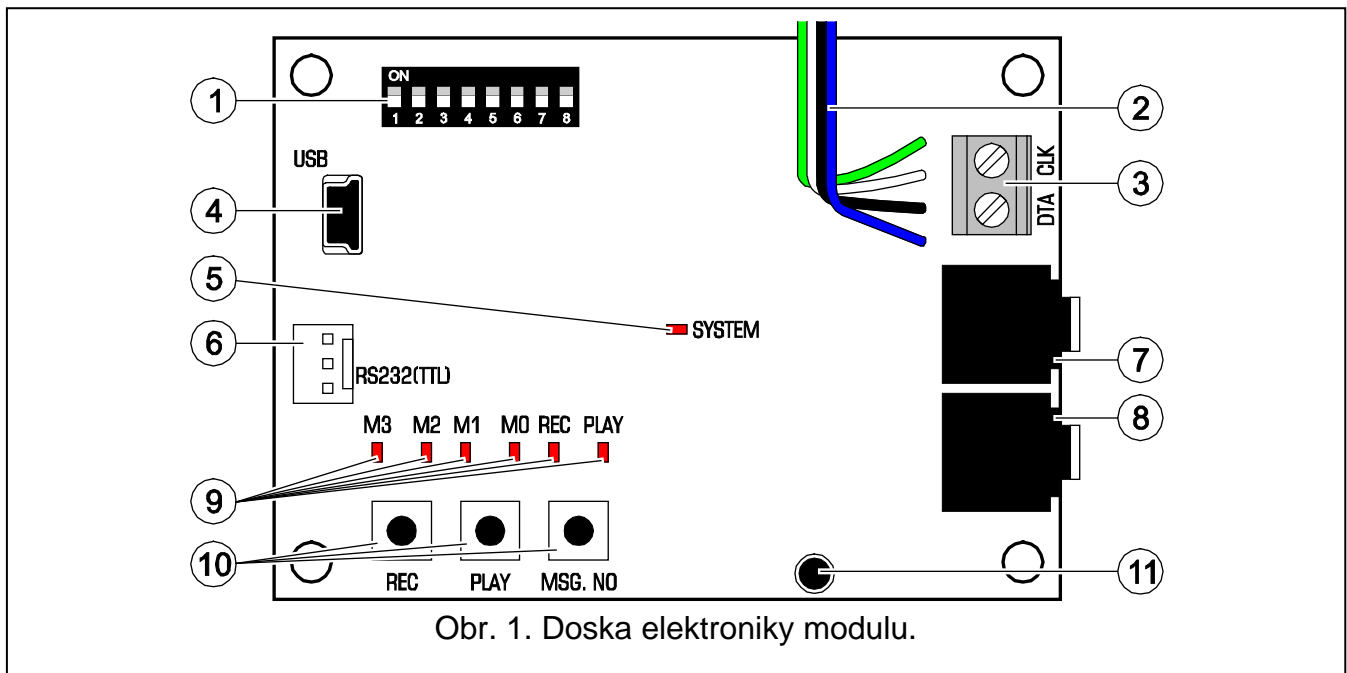 ON
1 2 3 4 5 6 7 8
1
2
USB
CLK
DTA
3
4
5
SYSTEM
6
RS232(TTL)
7
M3 M2 M1 M0 REC PLAY
8
9
10
REC PLAY MSG. NO
11
Obr. 1. Doska elektroniky modulu.